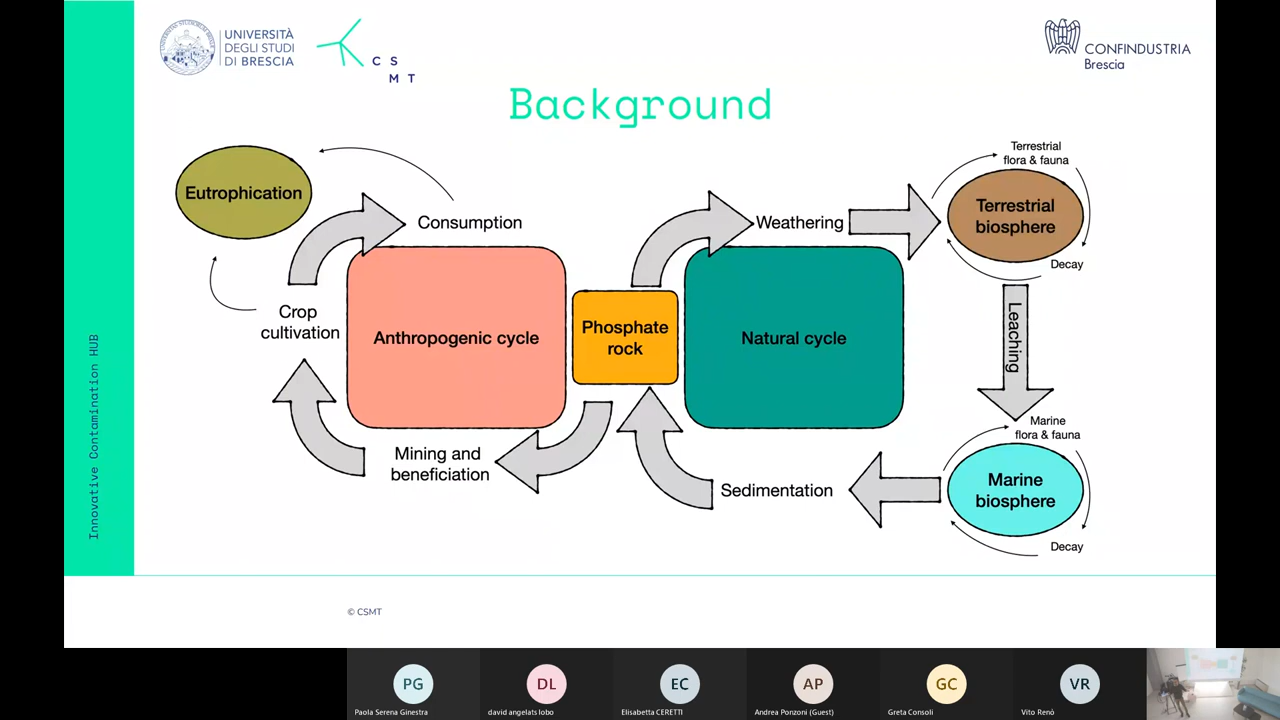 UNIVERSITÀ
DEGLI STUDI
DI BRESCIA
C S
M T
CONFINDUSTRIA
Brescia
Background
Eutrophication
Consumption
Crop
cultivation
Anthropogenic cycle
Mining and
beneficiation
Phosphate
rock
Weathering
Natural cycle
Sedimentation
Terrestrial
flora & fauna
Terrestrial
biosphere
Decay
Leaching
Marine
flora & fauna
Marine
biosphere
Decay
Innovative Contamination HUB
© CSMT
PG
Paola Serena Ginestra
DL
david angelats lobo
EC
Elisabetta CERETTI
AP
Andrea Ponzoni (Guest)
GC
Greta Consoli
VR
Vito Renò